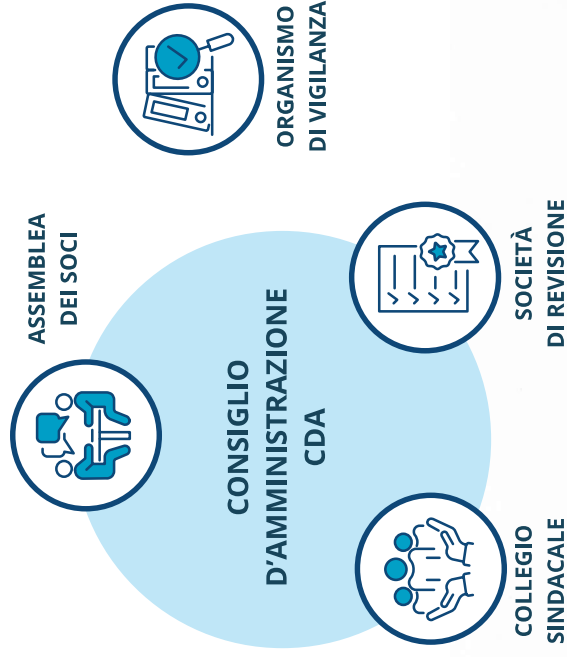 ASSEMBLEA
DEI SOCI
ORGANISMO
DI VIGILANZA
CONSIGLIO
D'AMMINISTRAZIONE
CDA
COLLEGIO
SINDACALE
SOCIETÀ
DI REVISIONE